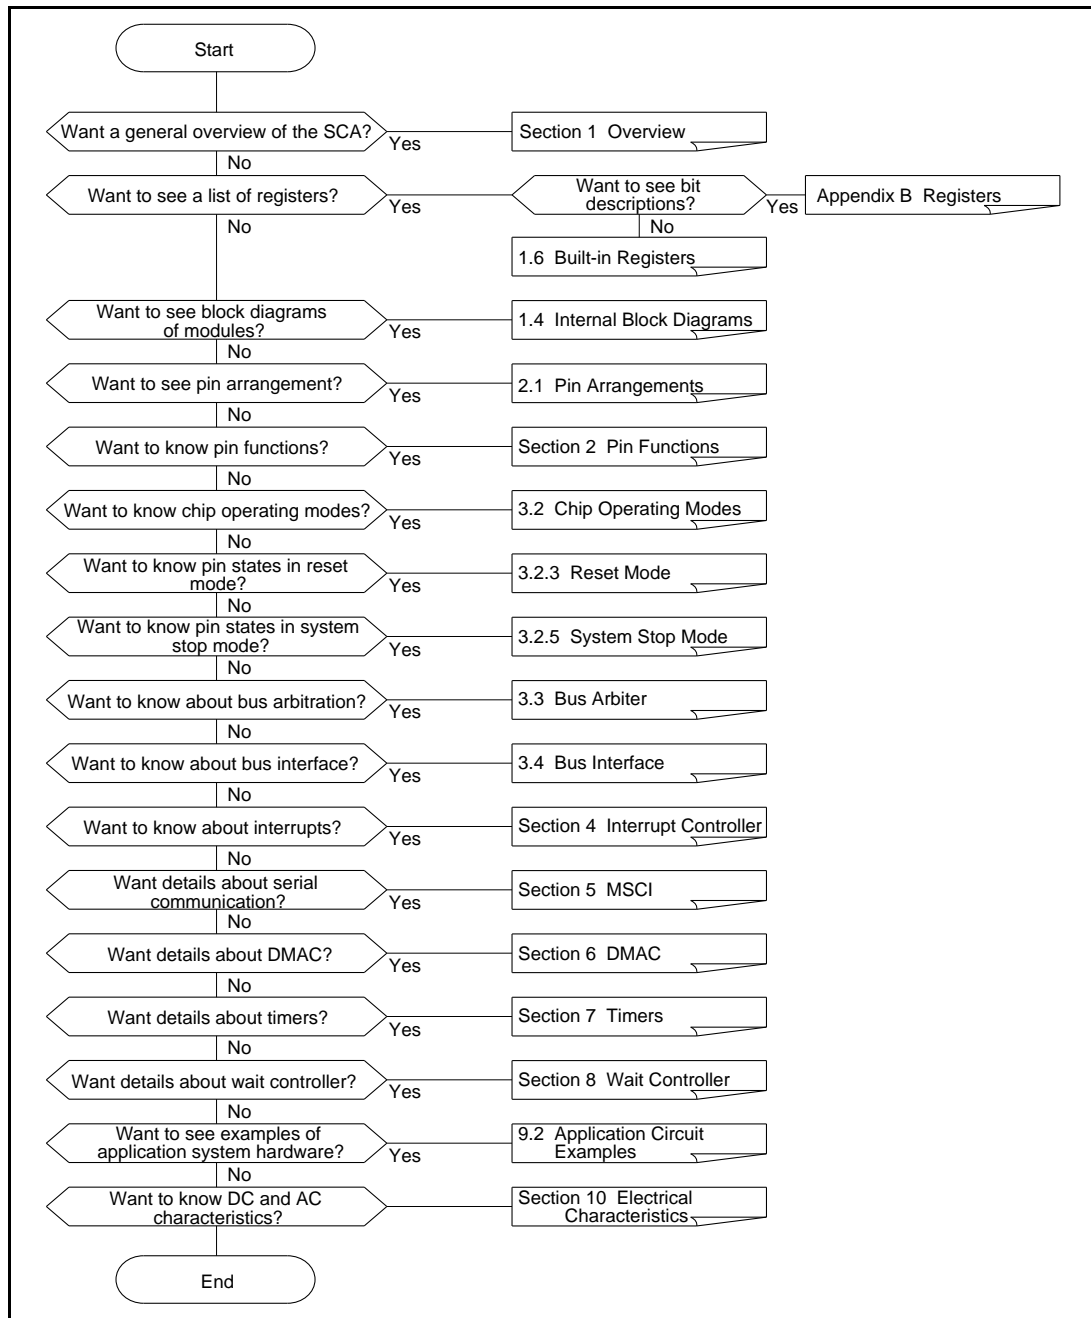 Start
Want a general overview of the SCA?
Yes
Section 1 Overview
No
Want to see a list of registers?
Yes
Want to see bit
descriptions?
Yes
Appendix B Registers
No
No
1.6 Built-in Registers
Want to see block diagrams
of modules?
Yes
1.4 Internal Block Diagrams
No
Want to see pin arrangement?
Yes
2.1 Pin Arrangements
No
Want to know pin functions?
Yes
Section 2 Pin Functions
No
Want to know chip operating modes?
Yes
3.2 Chip Operating Modes
No
Want to know pin states in reset
mode?
Yes
3.2.3 Reset Mode
No
Want to know pin states in system
stop mode?
Yes
3.2.5 System Stop Mode
No
Want to know about bus arbitration?
Yes
3.3 Bus Arbiter
No
Want to know about bus interface?
Yes
3.4 Bus Interface
No
Want to know about interrupts?
Yes
Section 4 Interrupt Controller
No
Want details about serial
communication?
Yes
Section 5 MSCI
No
Want details about DMAC?
Yes
Section 6 DMAC
No
Want details about timers?
Yes
Section 7 Timers
No
Want details about wait controller?
Yes
Section 8 Wait Controller
No
Want to see examples of
application system hardware?
Yes
9.2 Application Circuit
Examples
No
Want to know DC and AC
characteristics?
Section 10 Electrical
Characteristics
End